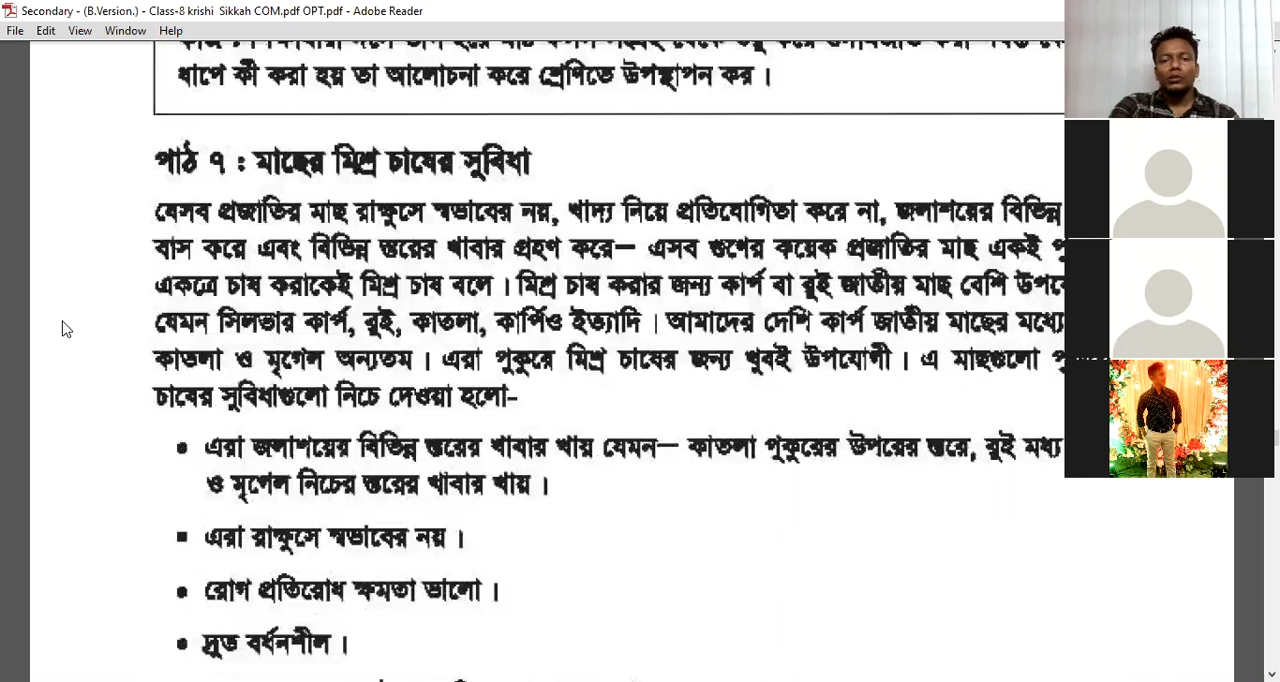 Secondary - (B.Version.) - Class-8 krishi Sikkah COM.pdf OPT.pdf - Adobe Reader
File Edit View Window Help
ধাপে কী করা হয় তা আলোচনা করে শ্রেণিতে উপস্থাপন কর ।
পাঠ ৭ : মাছের মিশ্র চাষের সুবিধা
যেসব প্রজাতির মাছ রাক্ষুসে স্বভাবের নয়, খাদ্য নিয়ে প্রতিযোগিতা করে না, জলাশয়ের বিভিন্ন
বাস করে এবং বিভিন্ন স্তরের খাবার গ্রহণ করে— এসব গুণের কয়েক প্রজাতির মাছ একই
একত্রে চাষ করাকেই মিশ্র চাষ বলে । মিশ্র চাষ করার জন্য কার্প বা রুই জাতীয় মাছ বেশি
যেমন সিলভার কার্প, রুই, কাতলা, কার্পিও ইত্যাদি । আমাদের দেশি কার্প জাতীয় মাছের মধ্যে
কাতলা ও মৃগেল অন্যতম । এরা পুকুরে মিশ্র চাষের জন্য খুবই উপযোগী । এ মাছগুলো
চাষের সুবিধাগুলো নিচে দেওয়া হলো-
• এরা জলাশয়ের বিভিন্ন স্তরের খাবার খায় যেমন— কাতলা পুকুরের উপরের স্তরে, রুই মধ্য
ও মৃগেল নিচের স্তরের খাবার খায় ।
▪ এরা রাক্ষুসে স্বভাবের নয় ।
• রোগ প্রতিরোধ ক্ষমতা ভালো ।
• দ্রুত বর্ধনশীল ।